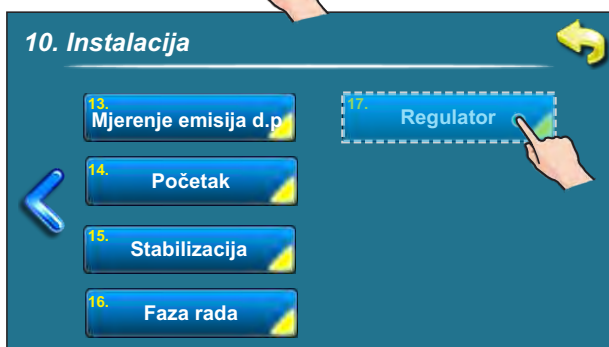 10. Instalacija
13.
Mjerenje emisija d.p
14.
Početak
15.
Stabilizacija
16.
Faza rada
17.
Regulator